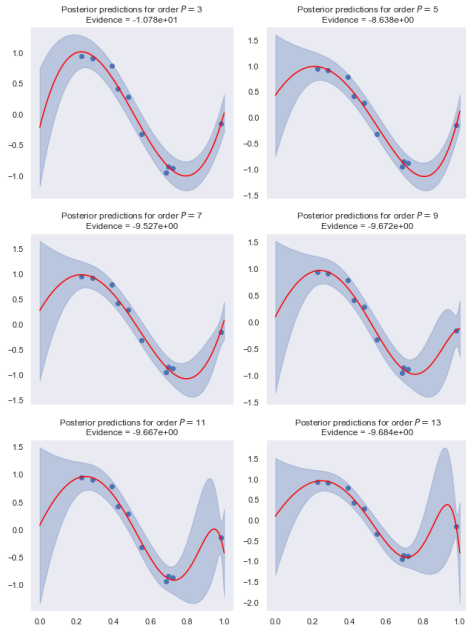 Posterior predictions for order P = 3
Evidence = -1.078e+01
Posterior predictions for order P = 5
Evidence = -8.638e+00
1.0
0.5
0.0
-0.5
-1.0
1.5
1.0
0.5
0.0
-0.5
-1.0
-1.5
Posterior predictions for order P = 7
Evidence = -9.527e+00
Posterior predictions for order P = 9
Evidence = -9.672e+00
1.5
1.0
0.5
0.0
-0.5
-1.0
-1.5
1.5
1.0
0.5
0.0
-0.5
-1.0
-1.5
Posterior predictions for order P = 11
Evidence = -9.667e+00
Posterior predictions for order P = 13
Evidence = -9.684e+00
1.5
1.0
0.5
0.0
-0.5
-1.0
1.5
1.0
0.5
0.0
-0.5
-1.0
-1.5
-2.0
0.0 0.2 0.4 0.6 0.8 1.0
0.0 0.2 0.4 0.6 0.8 1.0